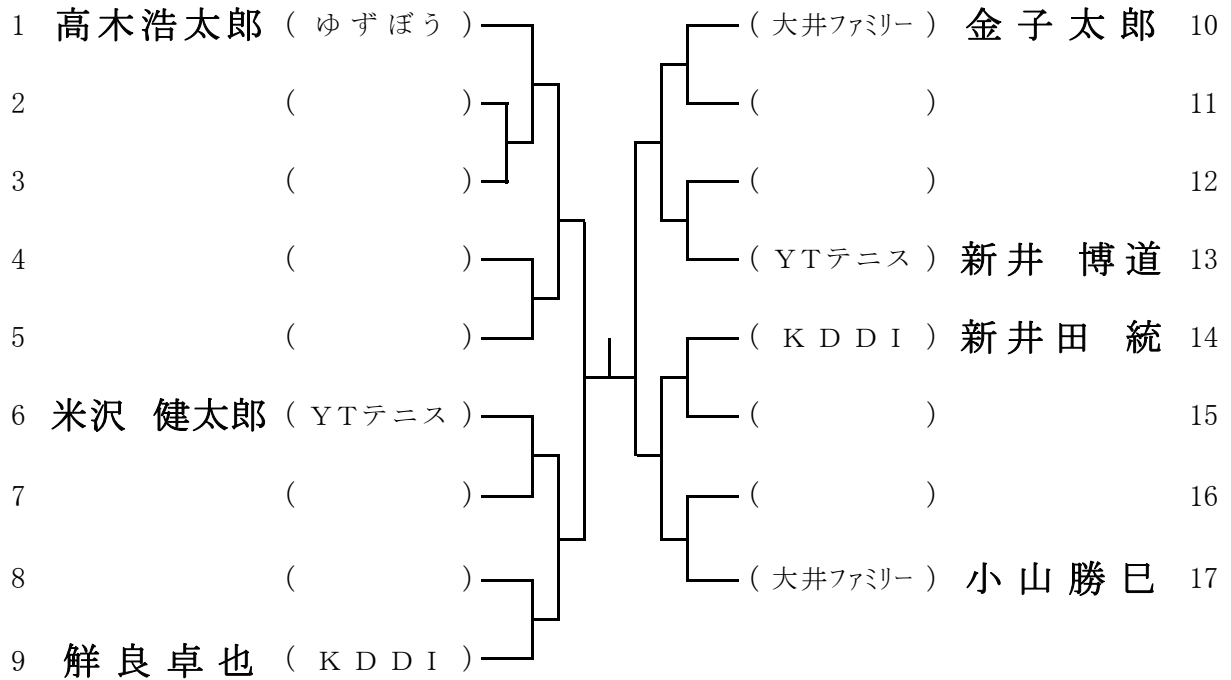 1 高木浩太郎 ( ゆずぼう )
2 ( )
3 ( )
4 ( )
5 ( )
6 米沢 健太郎 ( YTテニス )
7 ( )
8 ( )
9 鮮良卓也 ( KDDI )
( 大井ファミリー ) 金子太郎 10
( ) 11
( ) 12
( YTテニス ) 新井 博道 13
( KDDI ) 新井田 統 14
( ) 15
( ) 16
( 大井ファミリー ) 小山勝巳 17